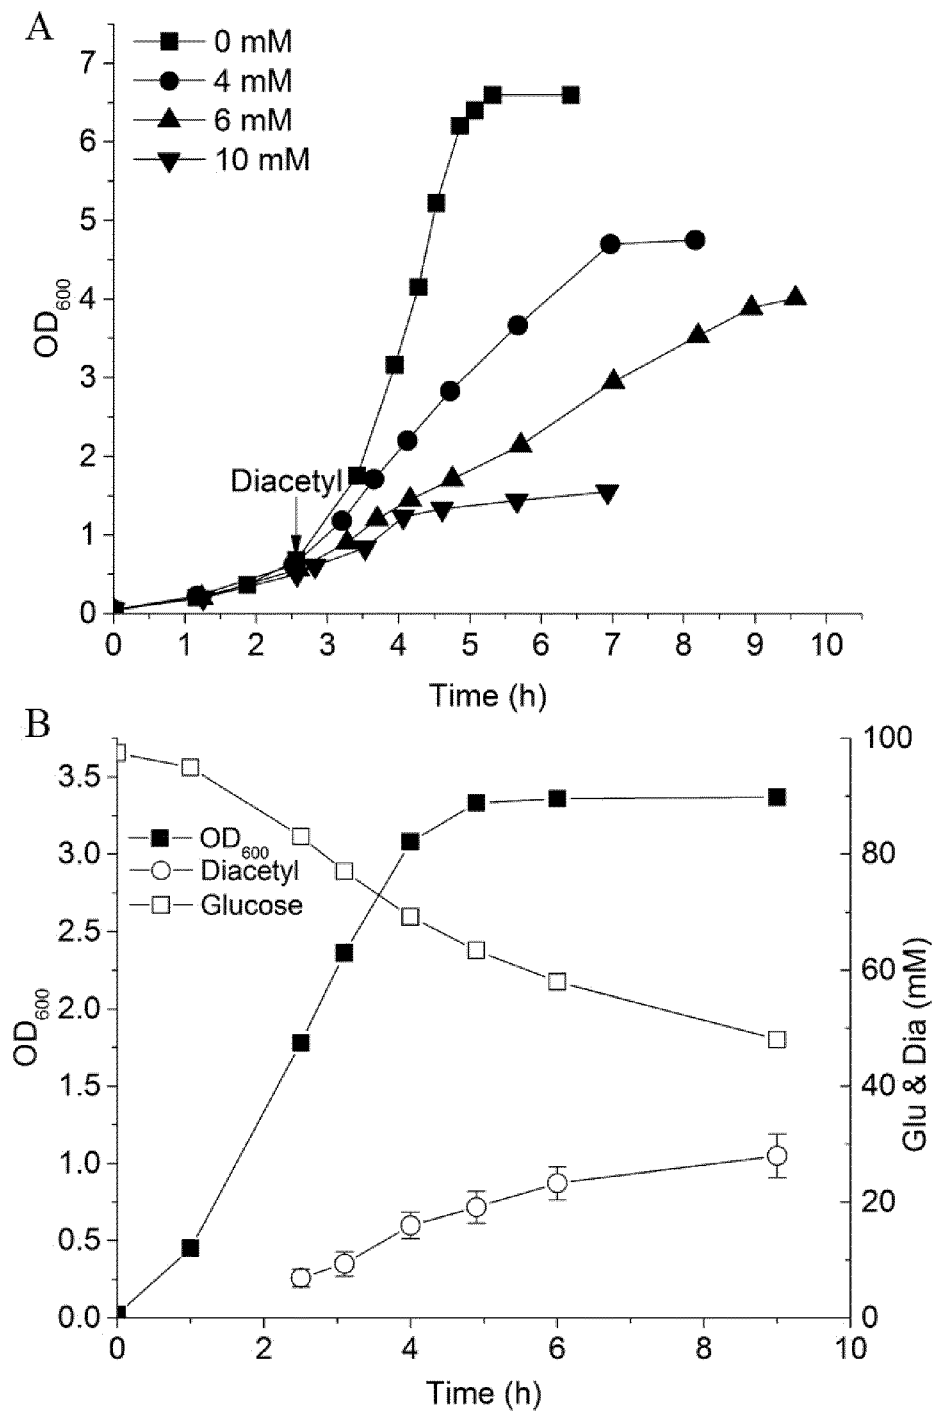 A
0 mM
4 mM
6 mM
10 mM
7
6
5
4
3
2
1
0
OD600
Diacetyl
0 1 2 3 4 5 6 7 8 9 10
Time (h)
B
3.5
3.0
2.5
2.0
1.5
1.0
0.5
0.0
OD600
OD600
Diacetyl
Glucose
100
80
60
40
20
0
Glu & Dia (mM)
0 2 4 6 8 10
Time (h)